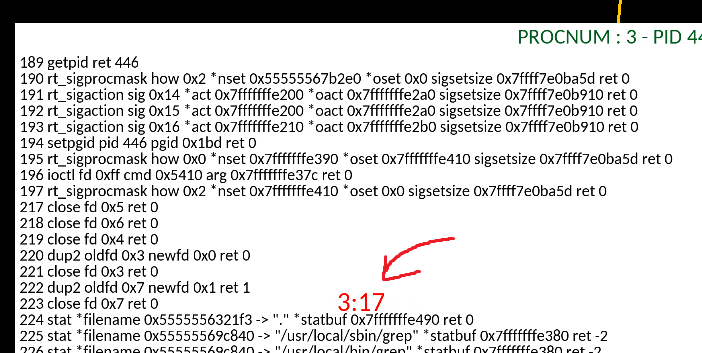 PROCNUM : 3 - PID 44
189 getpid ret 446
190 rt_sigprocmask how 0x2 *nset 0x55555567b2e0 *oset 0x0 sigsetsize 0x7ffff7e0ba5d ret 0
191 rt_sigaction sig 0x14 *act 0x7fffffffe200 *oact 0x7fffffffe2a0 sigsetsize 0x7ffff7e0b910 ret 0
192 rt_sigaction sig 0x15 *act 0x7fffffffe200 *oact 0x7fffffffe2a0 sigsetsize 0x7ffff7e0b910 ret 0
193 rt_sigaction sig 0x16 *act 0x7fffffffe210 *oact 0x7fffffffe2b0 sigsetsize 0x7ffff7e0b910 ret 0
194 setpgid pid 446 pgid 0x1bd ret 0
195 rt_sigprocmask how 0x0 *nset 0x7fffffffe390 *oset 0x7fffffffe410 sigsetsize 0x7ffff7e0ba5d ret 0
196 ioctl fd 0xff cmd 0x5410 arg 0x7fffffffe37c ret 0
197 rt_sigprocmask how 0x2 *nset 0x7fffffffe410 *oset 0x0 sigsetsize 0x7ffff7e0ba5d ret 0
217 close fd 0x5 ret 0
218 close fd 0x6 ret 0
219 close fd 0x4 ret 0
220 dup2 oldfd 0x3 newfd 0x0 ret 0
221 close fd 0x3 ret 0
222 dup2 oldfd 0x7 newfd 0x1 ret 1
223 close fd 0x7 ret 0
3:17
224 stat *filename 0x5555556321f3 -> "." *statbuf 0x7fffffffe490 ret 0
225 stat *filename 0x55555569c840 -> "/usr/local/sbin/grep" *statbuf 0x7fffffffe380 ret -2
226 stat *filename 0x55555569c840 -> "/usr/local/bin/grep" *statbuf 0x7fffffffe380 ret -2